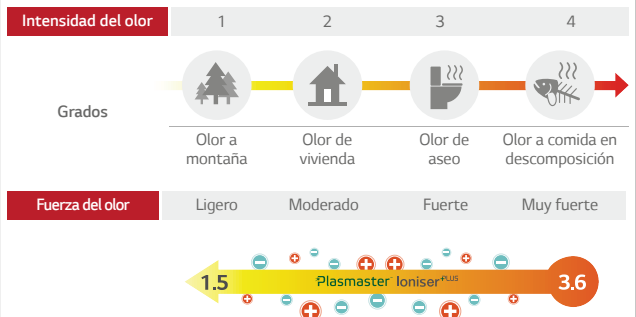 Intensidad del olor 1 2 3 4
Grados
Olor a montaña
Olor de vivienda
Olor de aseo
Olor a comida en descomposición
Fuerza del olor Ligero Moderado Fuerte Muy fuerte
1.5 Plasmaster Ioniser+PLUS 3.6